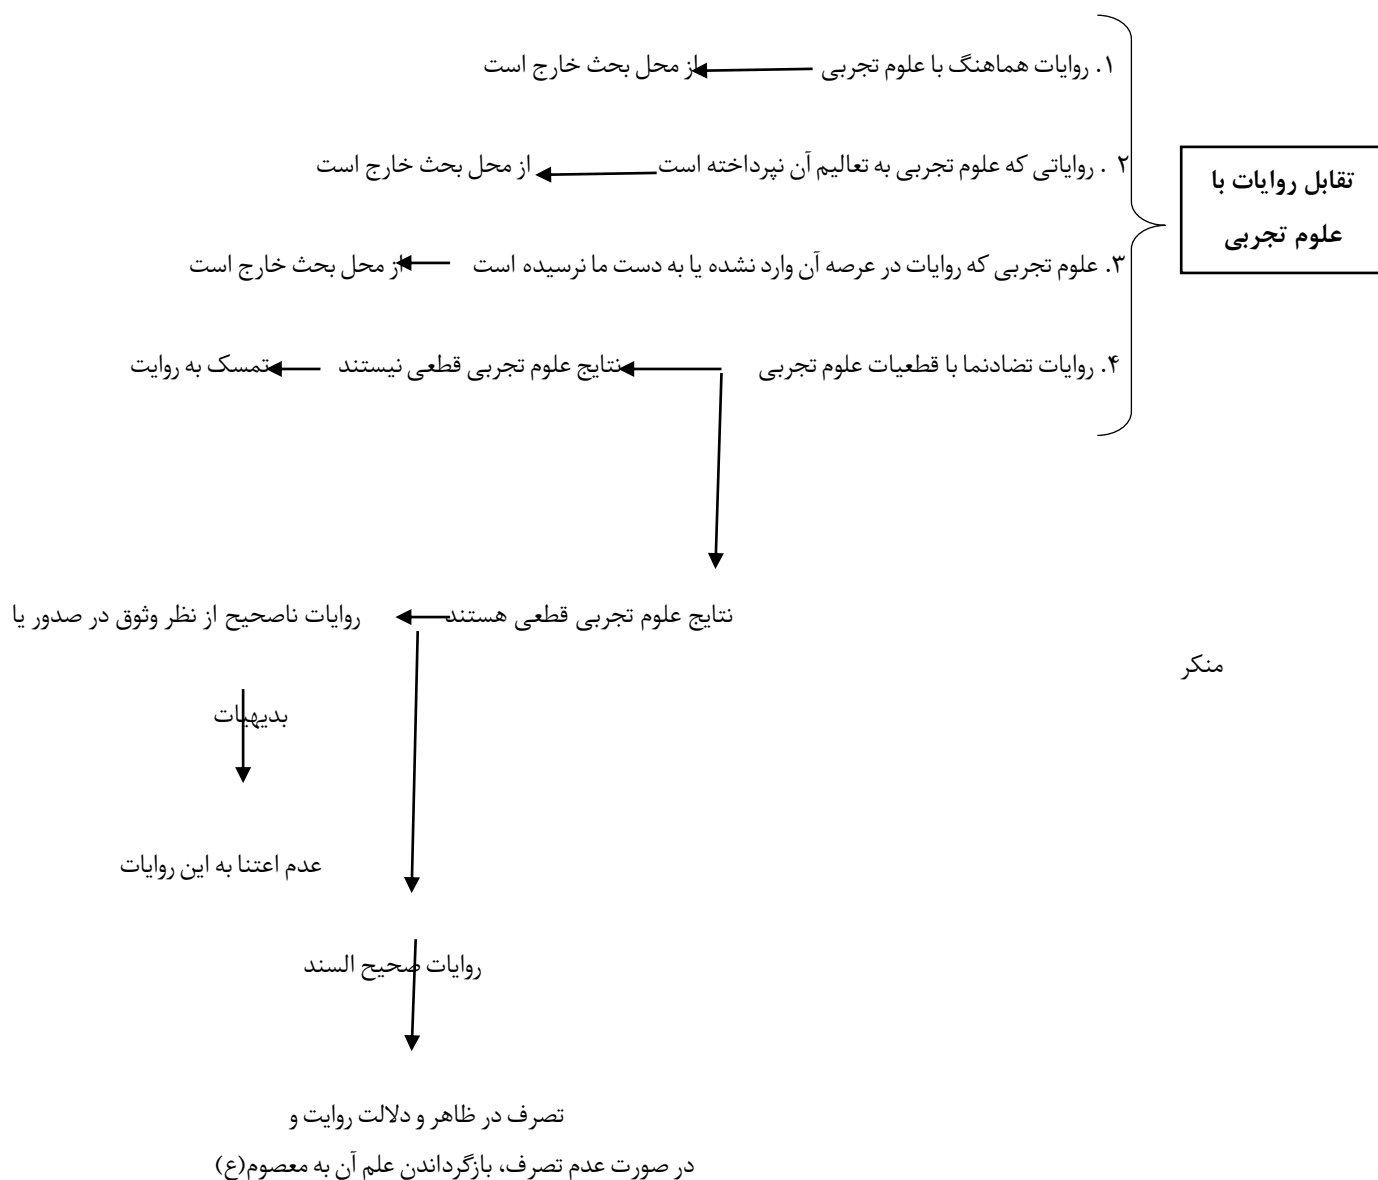 تقابل روایات با
علوم تجربی
۱. روایات هماهنگ با علوم تجربی از محل بحث خارج است
۲ . روایاتی که علوم تجربی به تعالیم آن نپرداخته است از محل بحث خارج است
۳. علوم تجربی که روایات در عرصه آن وارد نشده یا به دست ما نرسیده است از محل بحث خارج است
۴. روایات تضادنما با قطعیات علوم تجربی نتایج علوم تجربی قطعی نیستند تمسک به روایت
نتایج علوم تجربی قطعی هستند روایات ناصحیح از نظر وثوق در صدور یا
منکر
بدیهیات
عدم اعتنا به این روایات
روایات صحیح السند
تصرف در ظاهر و دلالت روایت و
در صورت عدم تصرف، بازگرداندن علم آن به معصوم(ع)